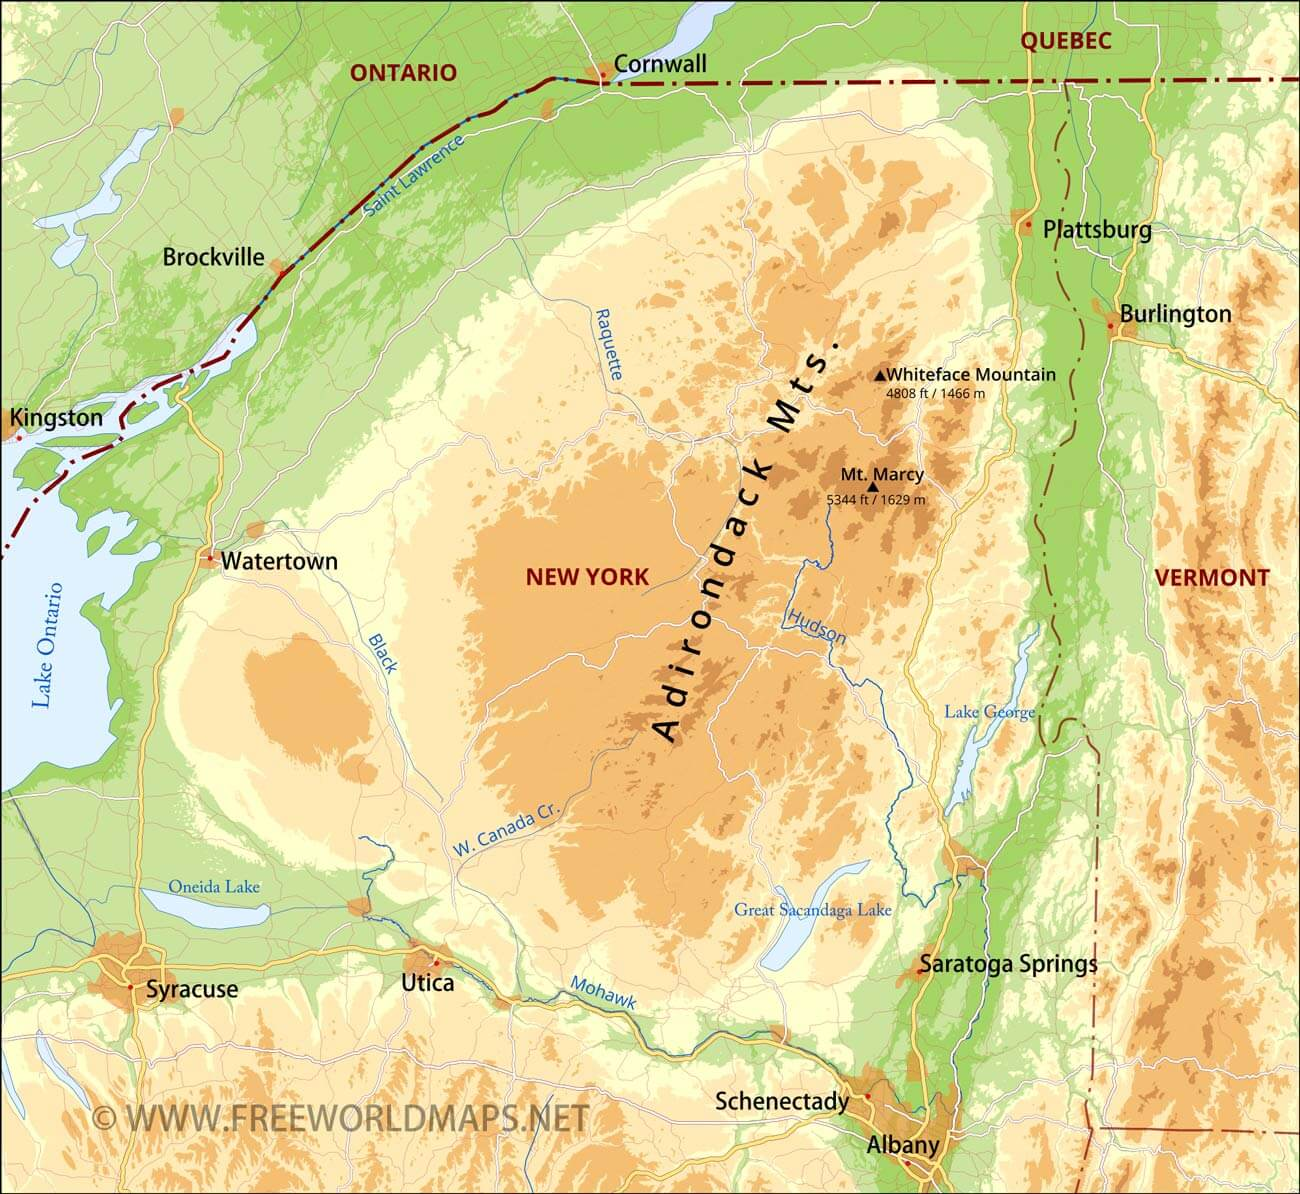 QUEBEC
ONTARIO
Cornwall
Saint Lawrence
Brockville
Plattsburg
Burlington
Raquette
Whiteface Mountain
4808 ft / 1466 m
Kingston
Mt. Marcy
5344 ft / 1629 m
Adirondack Mts.
Watertown
NEW YORK
VERMONT
Lake Ontario
Black
Hudson
Lake George
W. Canada Cr.
Oneida Lake
Great Sacandaga Lake
Saratoga Springs
Syracuse
Utica
Mohawk
Schenectady
© WWW.FREEWORLDMAPS.NET
Albany